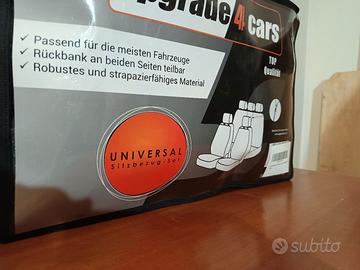 upgrade4cars
✓ Passend für die meisten Fahrzeuge
✓ Rückbank an beiden Seiten teilbar
✓ Robustes und strapazierfähiges Material
TOP
Qualität
UNIVERSAL
Sitzbezug-Set
subito